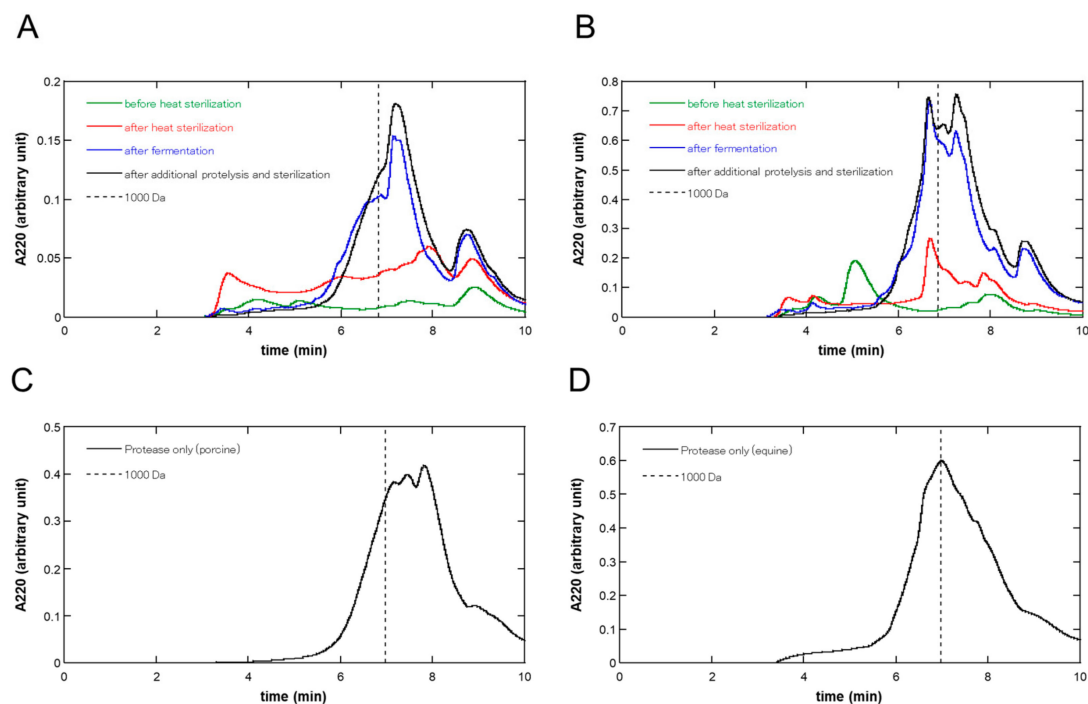 A
0.2
0.15
0.1
0.05
0
A220 (arbitrary unit)
before heat sterilization
after heat sterilization
after fermentation
after additional protelysis and sterilization
1000 Da
0 2 4 6 8 10
time (min)
B
0.8
0.7
0.6
0.5
0.4
0.3
0.2
0.1
0
A220 (arbitrary unit)
before heat sterilization
after heat sterilization
after fermentation
after additional protelysis and sterilization
1000 Da
0 2 4 6 8 10
time (min)
C
0.5
0.4
0.3
0.2
0.1
0
A220 (arbitrary unit)
Protease only (porcine)
1000 Da
0 2 4 6 8 10
time (min)
D
0.7
0.6
0.5
0.4
0.3
0.2
0.1
0
A220 (arbitrary unit)
Protease only (equine)
1000 Da
0 2 4 6 8 10
time (min)